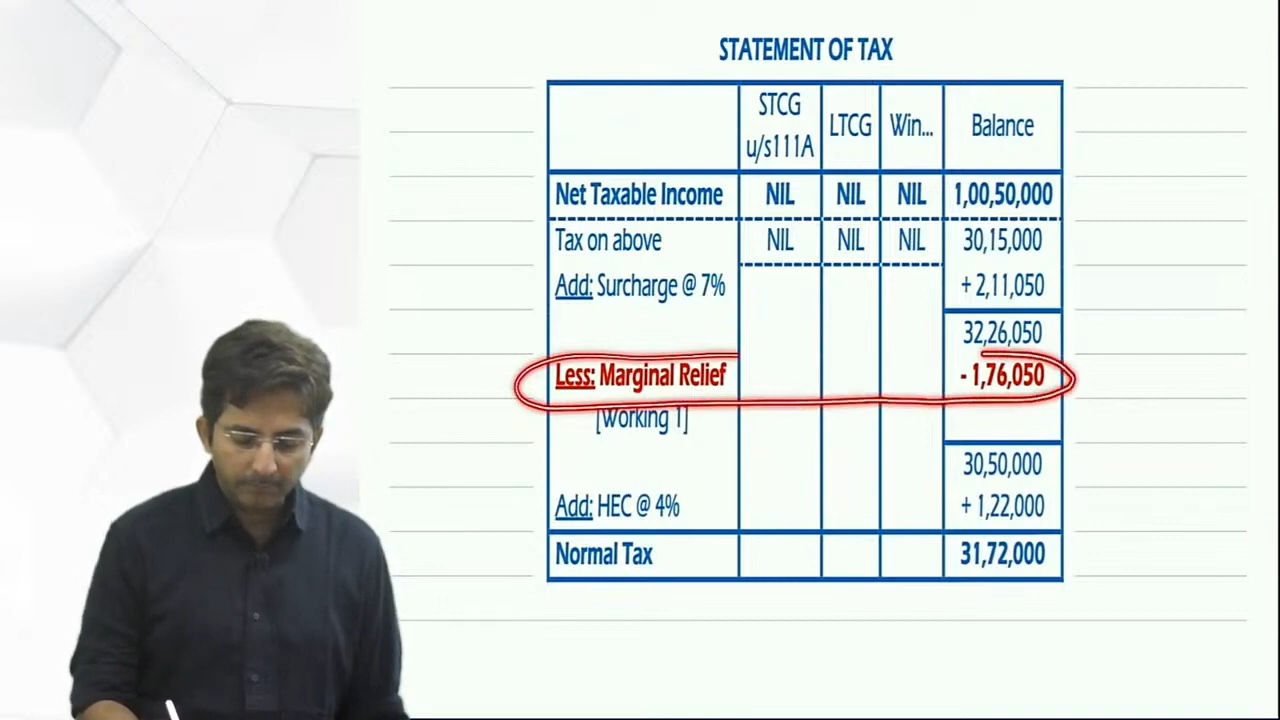 STATEMENT OF TAX
STCG u/s111A LTCG Win... Balance
Net Taxable Income NIL NIL NIL 1,00,50,000
Tax on above NIL NIL NIL 30,15,000
Add: Surcharge @ 7% + 2,11,050
32,26,050
Less: Marginal Relief - 1,76,050
[Working 1]
30,50,000
Add: HEC @ 4% + 1,22,000
Normal Tax 31,72,000